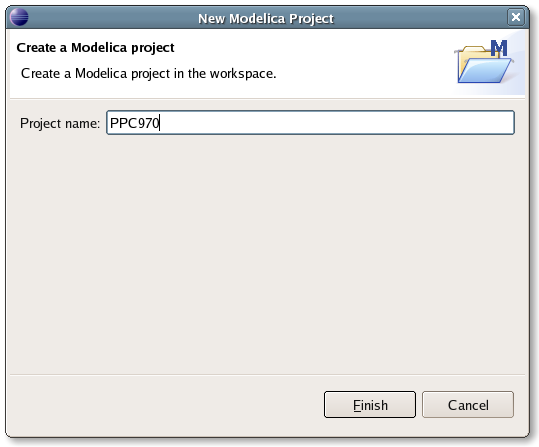 New Modelica Project
Create a Modelica project
Create a Modelica project in the workspace.
M
Project name: PPC970
Finish Cancel